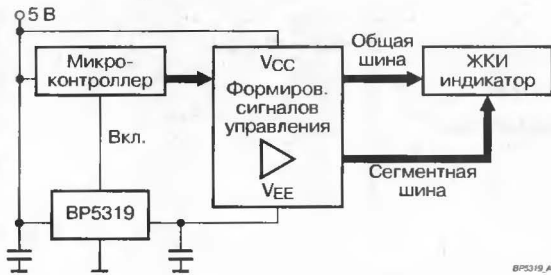 5 В
Микро-
контроллер
Вкл.
BP5319
VCC
Формиров.
сигналов
управления
VEE
Общая
шина
Сегментная
шина
ЖКИ
индикатор
BP5319_A